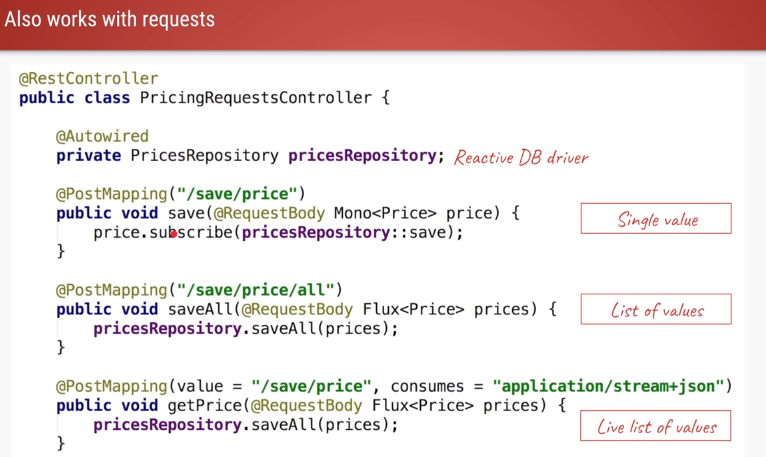 Also works with requests
@RestController
public class PricingRequestsController {
@Autowired
private PricesRepository pricesRepository; Reactive DB driver
@PostMapping("/save/price")
public void save(@RequestBody Mono<Price> price) {
Single value
price.subscribe(pricesRepository::save);
}
@PostMapping("/save/price/all")
public void saveAll(@RequestBody Flux<Price> prices) {
List of values
pricesRepository.saveAll(prices);
}
@PostMapping(value = "/save/price", consumes = "application/stream+json")
public void getPrice(@RequestBody Flux<Price> prices) {
pricesRepository.saveAll(prices);
Live list of values
}